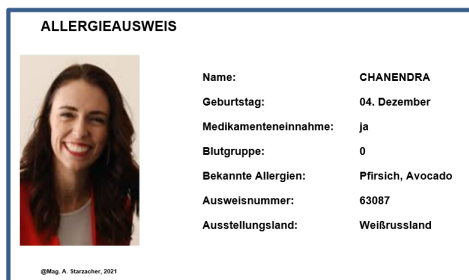 ALLERGIEAUSWEIS
Name: CHANENDRA
Geburtstag: 04. Dezember
Medikamenteneinnahme: ja
Blutgruppe: 0
Bekannte Allergien: Pfirsich, Avocado
Ausweisnummer: 63087
Ausstellungsland: Weißrussland
@Mag. A. Starzacher, 2021